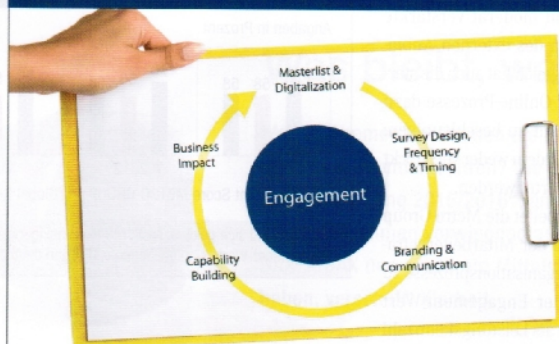 Masterlist &
Digitalization
Survey Design,
Frequency
& Timing
Branding &
Communication
Capability
Building
Business
Impact
Engagement